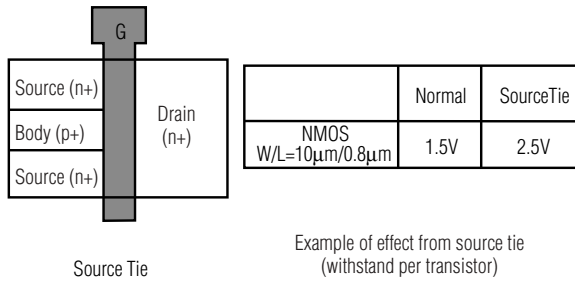 G
Source (n+)
Body (p+)
Source (n+)
Drain
(n+)
Source Tie
Normal
SourceTie
NMOS
W/L=10μm/0.8μm
1.5V
2.5V
Example of effect from source tie
(withstand per transistor)